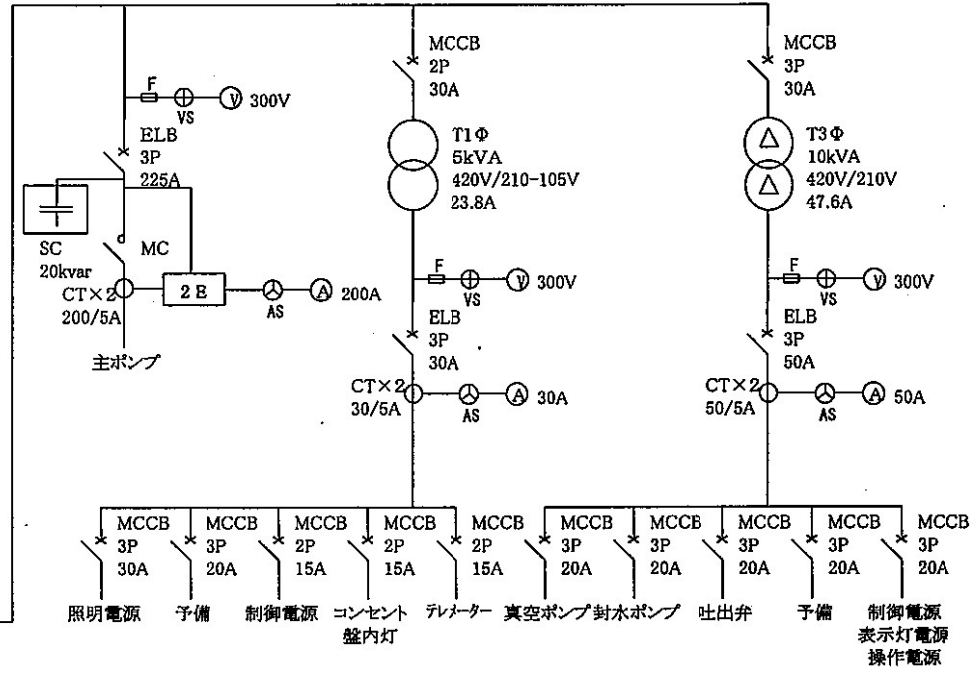 F
VS
V
300V
ELB
3P
225A
SC
20kvar
MC
CT×2
200/5A
2E
AS
A
200A
主ポンプ
MCCB
2P
30A
T1Φ
5kVA
420V/210-105V
23.8A
F
VS
V
300V
ELB
3P
30A
CT×2
30/5A
AS
A
30A
MCCB
3P
30A
T3Φ
10kVA
420V/210V
47.6A
F
VS
V
300V
ELB
3P
50A
CT×2
50/5A
AS
A
50A
MCCB
3P
30A
照明電源
MCCB
3P
20A
予備
MCCB
2P
15A
制御電源
MCCB
2P
15A
コンセント
盤内灯
MCCB
2P
15A
テレメーター
MCCB
3P
20A
真空ポンプ
MCCB
3P
20A
封水ポンプ
MCCB
3P
20A
吐出弁
MCCB
3P
20A
予備
MCCB
3P
20A
制御電源
表示灯電源
操作電源